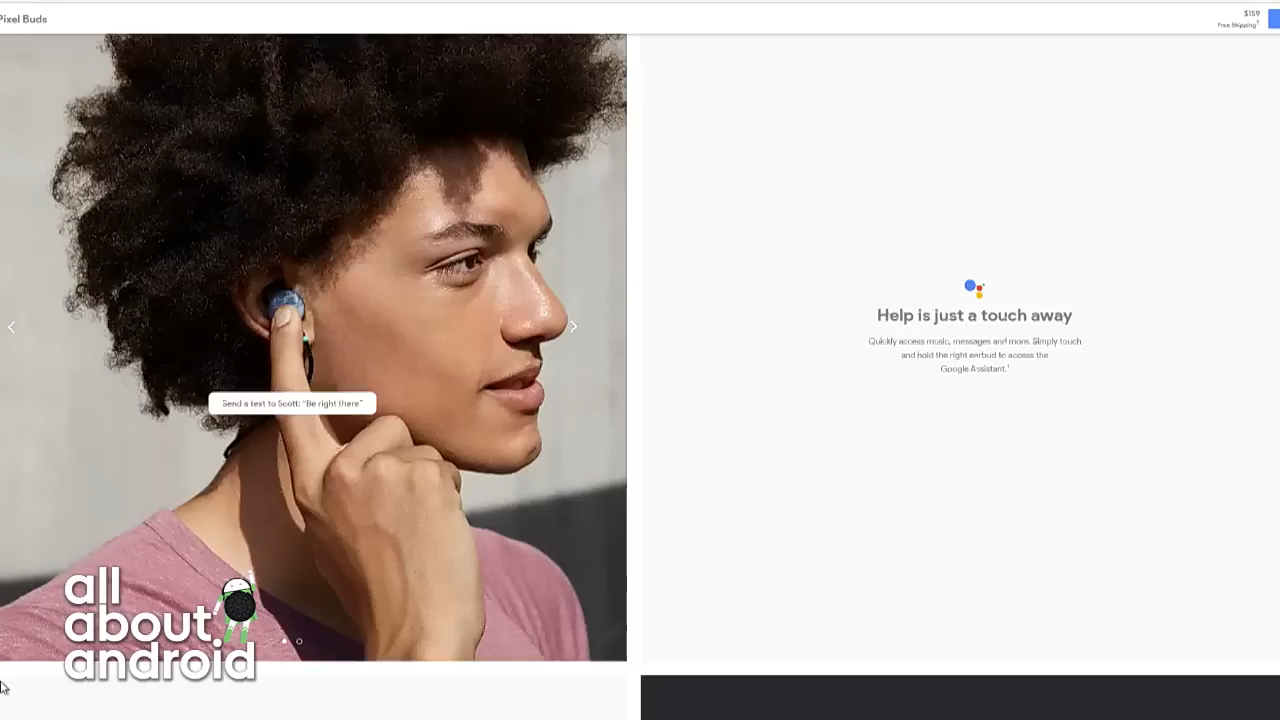 Pixel Buds
$159
Free Shipping†
Send a text to Scott: “Be right there”
Help is just a touch away
Quickly access music, messages and more. Simply touch
and hold the right earbud to access the
Google Assistant.¹
all
about
android